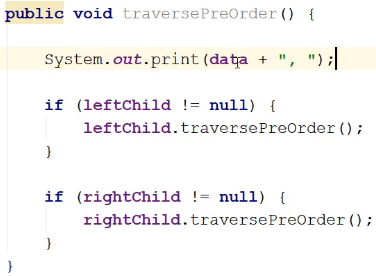 public void traversePreOrder() {
System.out.print(data + ", ");
if (leftChild != null) {
leftChild.traversePreOrder();
}
if (rightChild != null) {
rightChild.traversePreOrder();
}
}